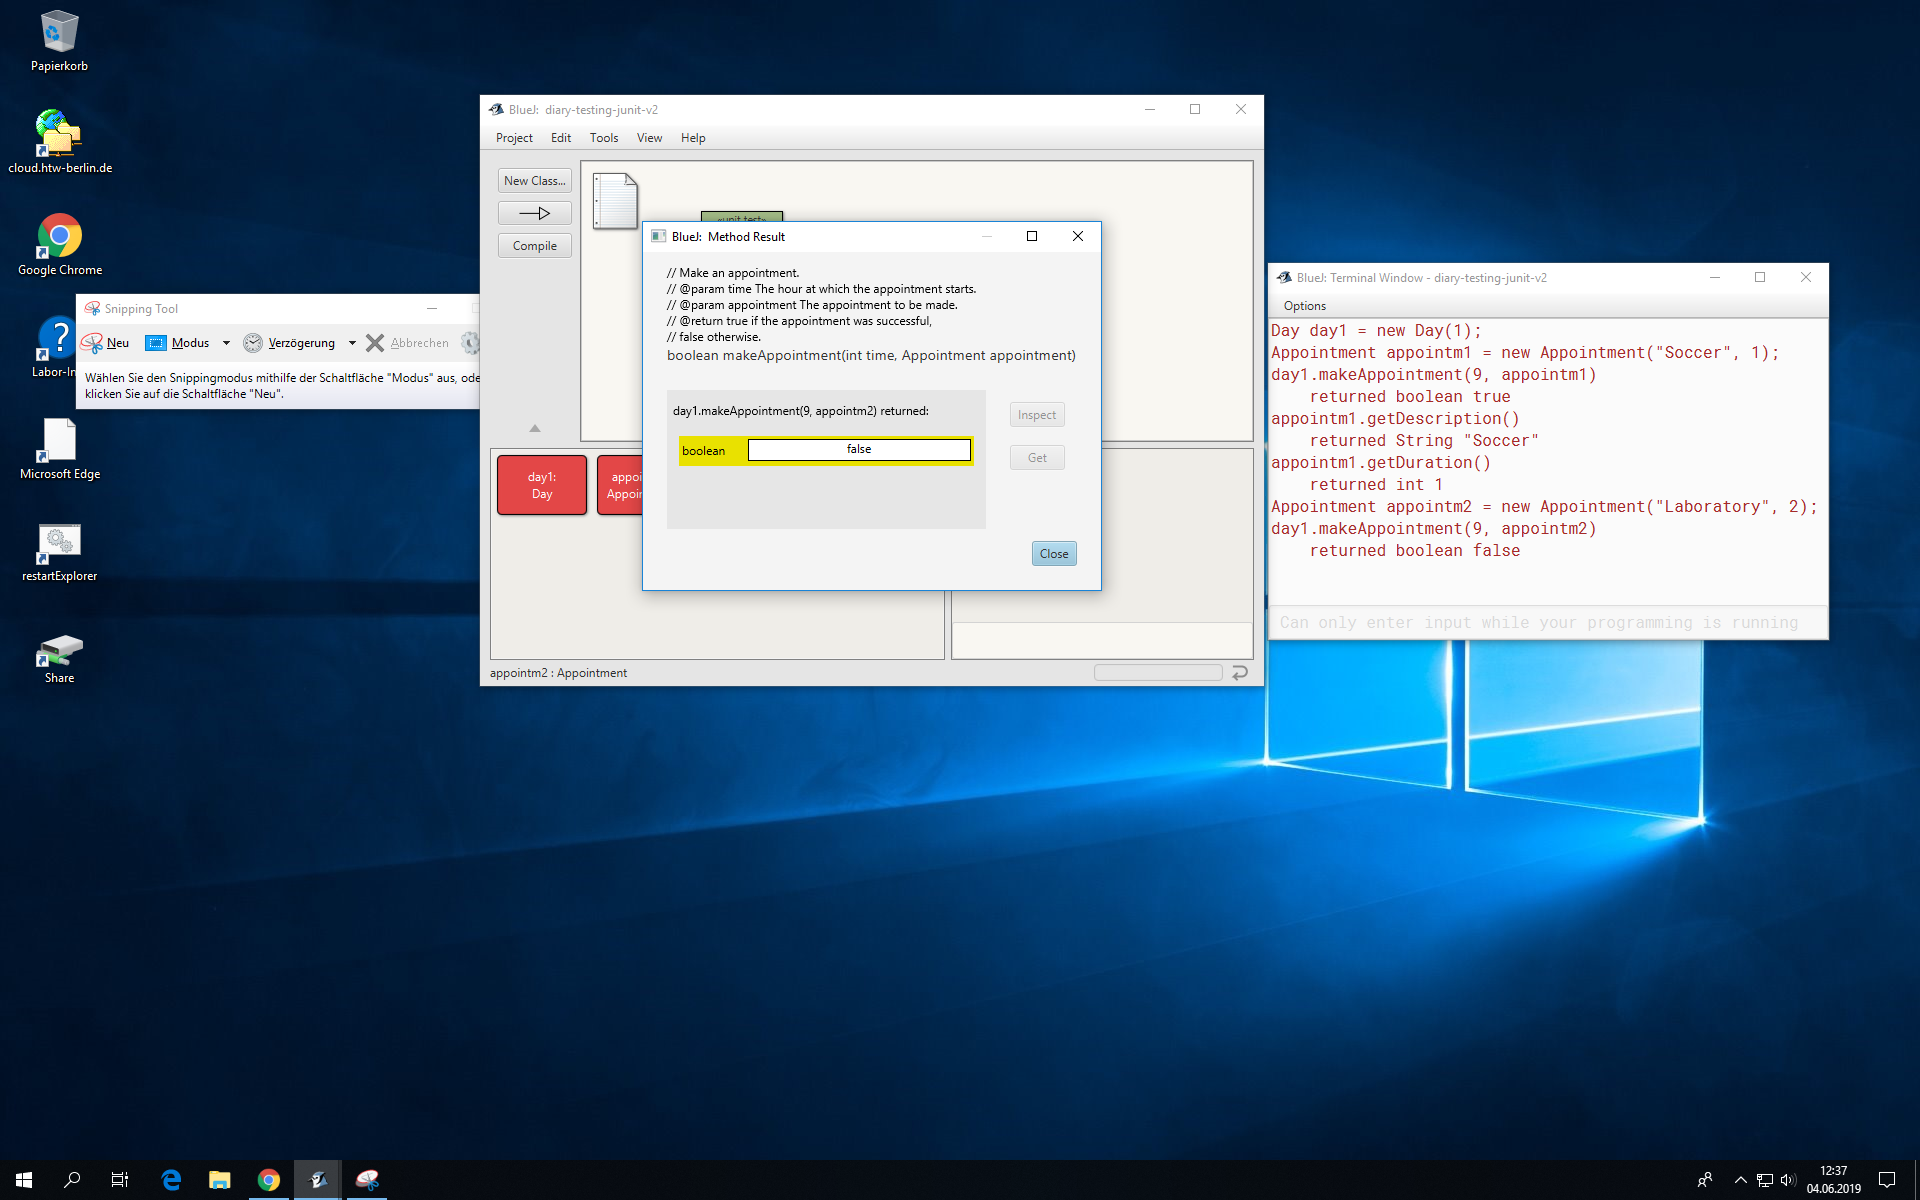 Papierkorb
cloud.htw-berlin.de
Google Chrome
Labor-In
Microsoft Edge
restartExplorer
Share
Snipping Tool
Neu
Modus
Verzögerung
Abbrechen
Wählen Sie den Snippingmodus mithilfe der Schaltfläche "Modus" aus, ode
klicken Sie auf die Schaltfläche "Neu".
BlueJ: diary-testing-junit-v2
Project Edit Tools View Help
New Class...
Compile
«unit test»
day1:
Day
appoi
Appoin
appointm2 : Appointment
BlueJ: Method Result
// Make an appointment.
// @param time The hour at which the appointment starts.
// @param appointment The appointment to be made.
// @return true if the appointment was successful,
// false otherwise.
boolean makeAppointment(int time, Appointment appointment)
day1.makeAppointment(9, appointm2) returned:
boolean false
Inspect
Get
Close
BlueJ: Terminal Window - diary-testing-junit-v2
Options
Day day1 = new Day(1);
Appointment appointm1 = new Appointment("Soccer", 1);
day1.makeAppointment(9, appointm1)
returned boolean true
appointm1.getDescription()
returned String "Soccer"
appointm1.getDuration()
returned int 1
Appointment appointm2 = new Appointment("Laboratory", 2);
day1.makeAppointment(9, appointm2)
returned boolean false
Can only enter input while your programming is running
12:37
04.06.2019